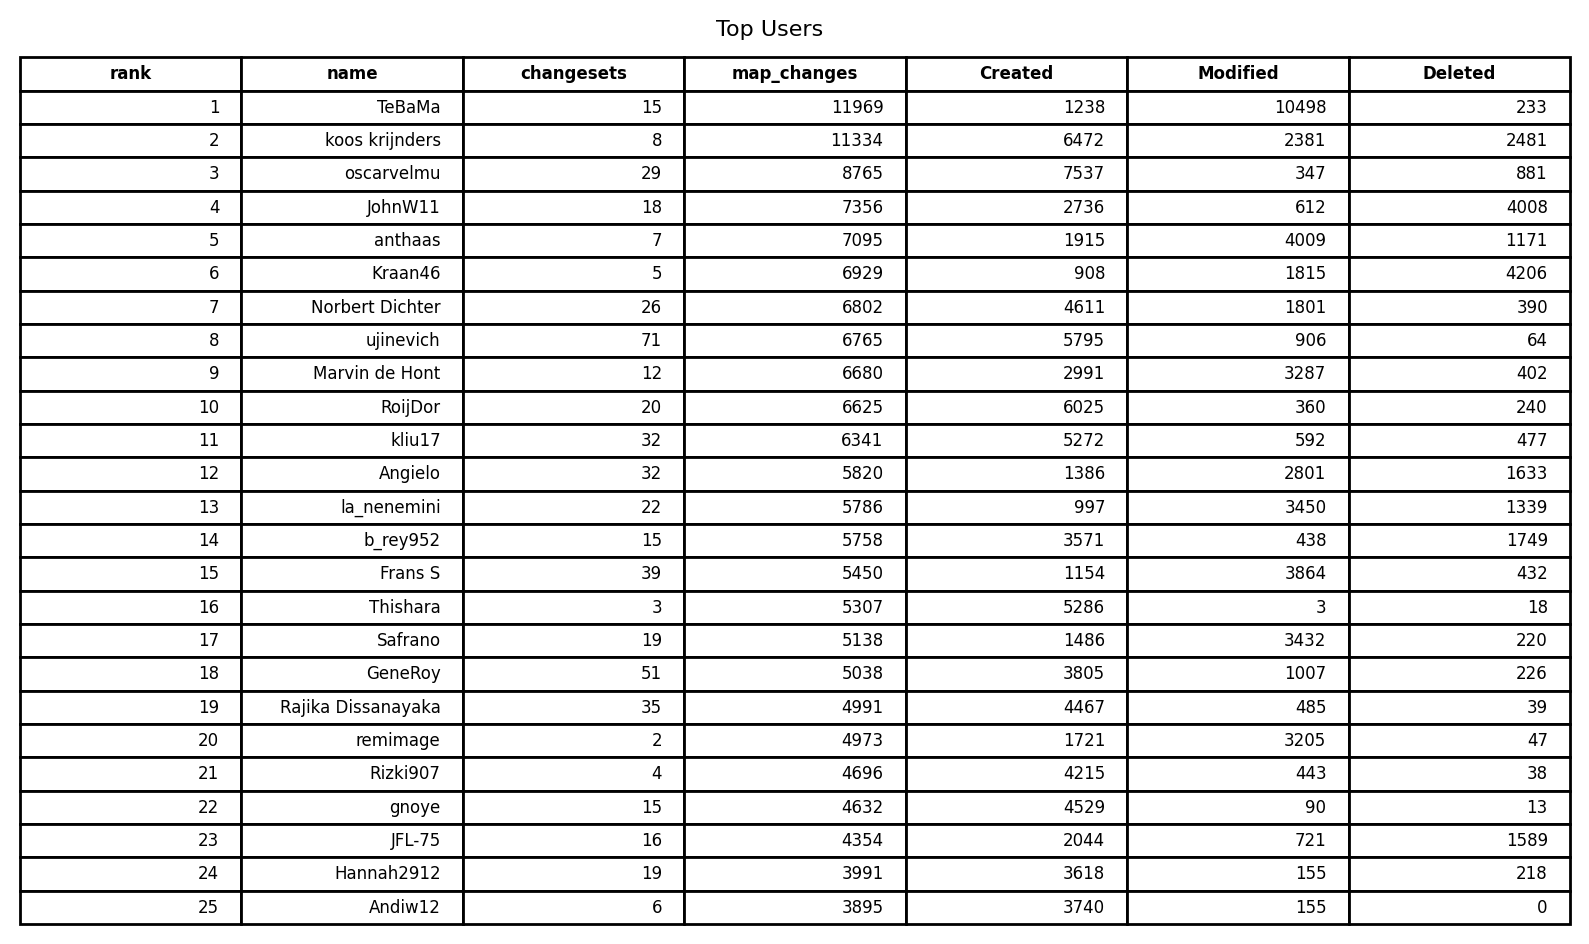 Top Users
rank name changesets map_changes Created Modified Deleted
1 TeBaMa 15 11969 1238 10498 233
2 koos krijnders 8 11334 6472 2381 2481
3 oscarvelmu 29 8765 7537 347 881
4 JohnW11 18 7356 2736 612 4008
5 anthaas 7 7095 1915 4009 1171
6 Kraan46 5 6929 908 1815 4206
7 Norbert Dichter 26 6802 4611 1801 390
8 ujinevich 71 6765 5795 906 64
9 Marvin de Hont 12 6680 2991 3287 402
10 RoijDor 20 6625 6025 360 240
11 kliu17 32 6341 5272 592 477
12 Angielo 32 5820 1386 2801 1633
13 la_nenemini 22 5786 997 3450 1339
14 b_rey952 15 5758 3571 438 1749
15 Frans S 39 5450 1154 3864 432
16 Thishara 3 5307 5286 3 18
17 Safrano 19 5138 1486 3432 220
18 GeneRoy 51 5038 3805 1007 226
19 Rajika Dissanayaka 35 4991 4467 485 39
20 remimage 2 4973 1721 3205 47
21 Rizki907 4 4696 4215 443 38
22 gnoye 15 4632 4529 90 13
23 JFL-75 16 4354 2044 721 1589
24 Hannah2912 19 3991 3618 155 218
25 Andiw12 6 3895 3740 155 0